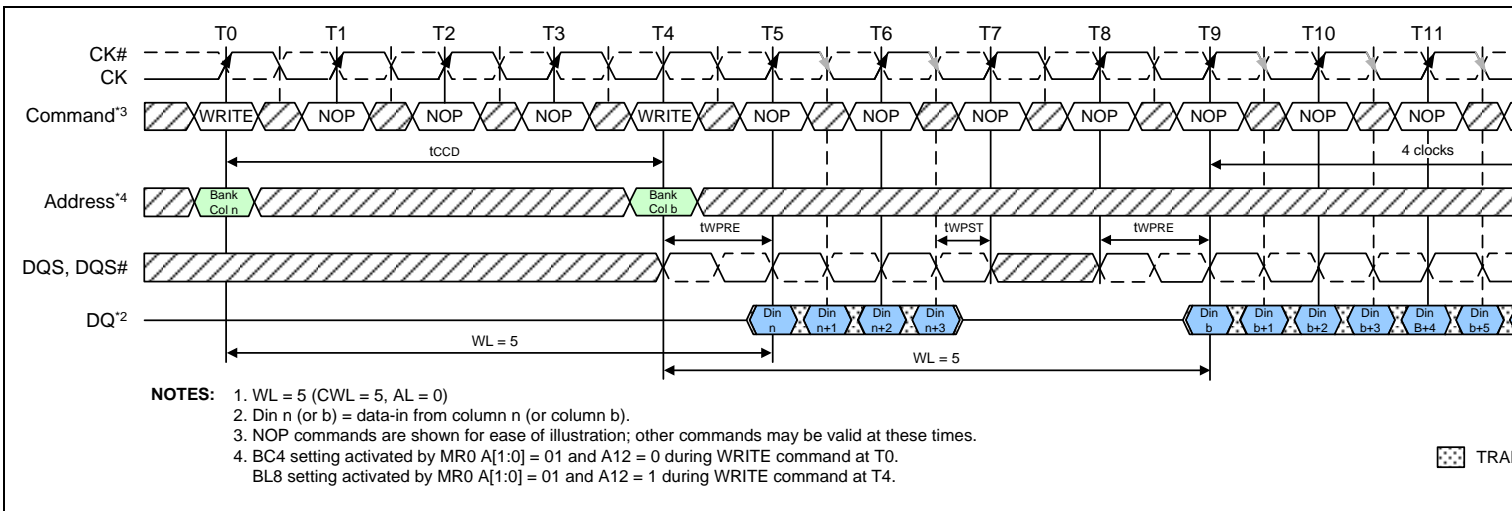 T0 T1 T2 T3 T4 T5 T6 T7 T8 T9 T10 T11
CK#
CK
Command*3 WRITE NOP NOP NOP WRITE NOP NOP NOP NOP NOP NOP NOP
tCCD 4 clocks
Address*4 Bank Col n Bank Col b
tWPRE tWPST tWPRE
DQS, DQS#
DQ*2 Din n Din n+1 Din n+2 Din n+3 Din b Din b+1 Din b+2 Din b+3 Din B+4 Din b+5
WL = 5
WL = 5
NOTES: 1. WL = 5 (CWL = 5, AL = 0)
2. Din n (or b) = data-in from column n (or column b).
3. NOP commands are shown for ease of illustration; other commands may be valid at these times.
4. BC4 setting activated by MR0 A[1:0] = 01 and A12 = 0 during WRITE command at T0.
BL8 setting activated by MR0 A[1:0] = 01 and A12 = 1 during WRITE command at T4.
TRA